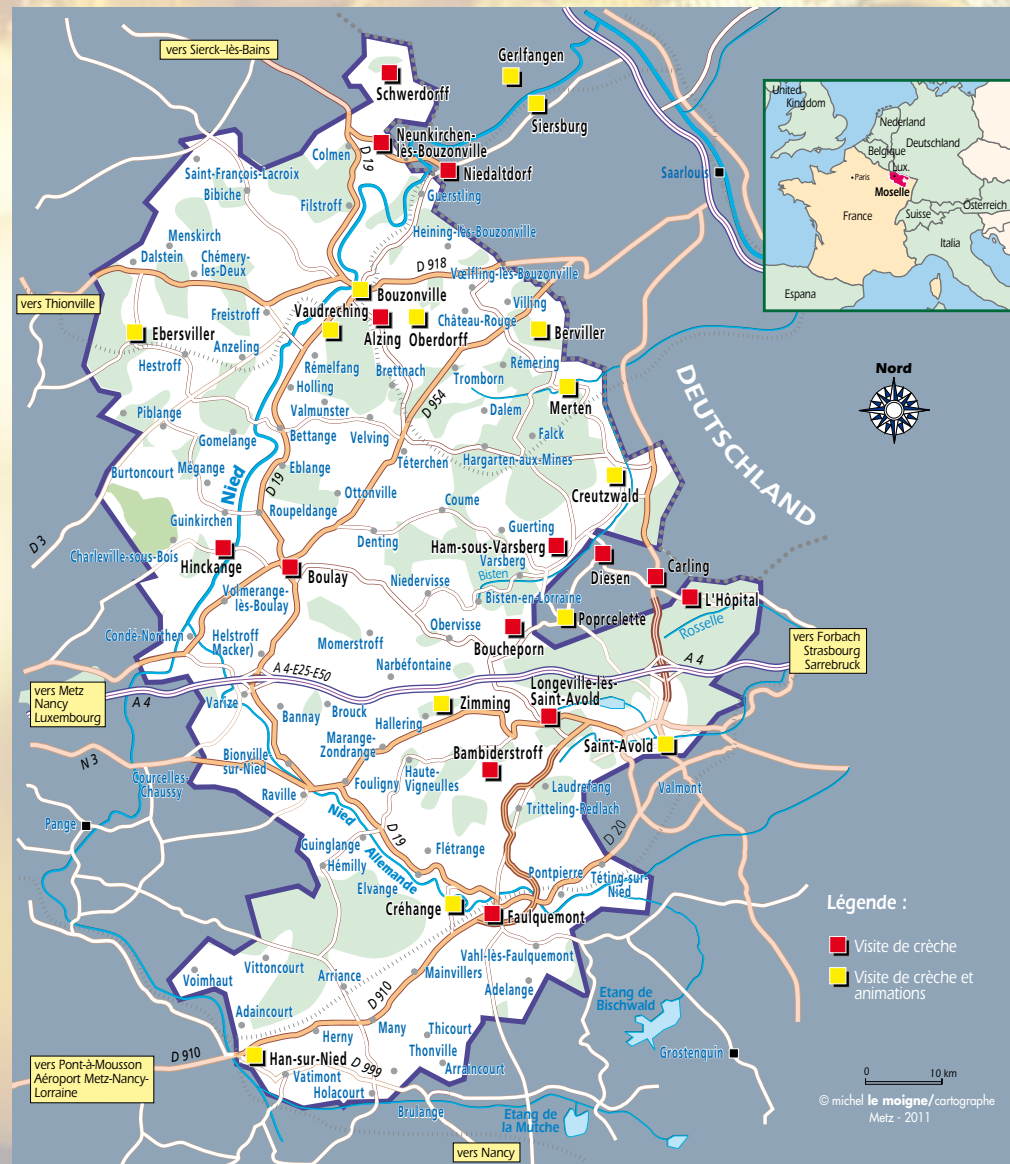 vers Sierck–lès-Bains
Gerlfangen
Schwerdorff
Siersburg
United
Kingdom
Nederland
Deutschland
Belgique
Lux.
Paris
Moselle
France
Österreich
Suisse
Italia
Espana
Neunkirchen-
lès-Bouzonville
Colmen
D 19
Niedaltdorf
Saarlouis
Saint-François-Lacroix
Bibiche
Guerstling
Filstroff
Menskirch
Heining-lès-Bouzonville
Dalstein
Chémery-
les-Deux
D 918
Vœlfling-lès-Bouzonville
vers Thionville
Bouzonville
Villing
Freistroff
Vaudreching
Château-Rouge
Ebersviller
Alzing
Oberdorff
Berviller
Anzeling
Hestroff
Rémelfang
Brettnach
Rémering
Nord
Holling
Tromborn
Merten
DEUTSCHLAND
Piblange
Valmunster
D 954
Dalem
Gomelange
Bettange
Velving
Falck
Burtoncourt
Mégange
Nied
Eblange
Téterchen
Hargarten-aux-Mines
D 19
Creutzwald
Ottonville
Coume
Guinkirchen
Roupeldange
Guerting
D 3
Charleville-sous-Bois
Denting
Ham-sous-Varsberg
Hinckange
Varsberg
Diesen
Carling
Boulay
Bisten
Niedervisse
Volmerange-
lès-Boulay
Bisten-en-Lorraine
L'Hôpital
Poprcelette
Rosselle
Condé-Northen
Helstroff
Macker)
Momerstroff
Obervisse
Boucheporn
vers Forbach
Strasbourg
Sarrebruck
Narbéfontaine
A 4-E25-E50
A 4
vers Metz
Nancy
Luxembourg
A 4
Varize
Longeville-lès-
Saint-Avold
Bannay
Brouck
Hallering
Zimming
Marange-
Zondrange
Saint-Avold
Bionville-
sur-Nied
Bambiderstroff
N 3
Courcelles-
Chaussy
Haute-
Vigneulles
Fouligny
Raville
Laudrefang
Valmont
Tritteling-Redlach
Pange
Nied
Allemande
D 19
D 20
Guinglange
Flétrange
Hémilly
Elvange
Pontpierre
Téting-sur-
Nied
Créhange
Faulquemont
Légende :
Visite de crèche
Visite de crèche et
animations
Vahl-lès-Faulquemont
Vittoncourt
Voimhaut
Arriance
Mainvillers
Adelange
Etang de
Bischwald
D 910
Adaincourt
Many
Thicourt
Herny
Grostenquin
D 910
Han-sur-Nied
Thonville
D 999
Arraincourt
vers Pont-à-Mousson
Aéroport Metz-Nancy-
Lorraine
Vatimont
Holacourt
0 10 km
© michel le moigne/cartographe
Metz - 2011
Brulange
Etang de
la Mutche
vers Nancy